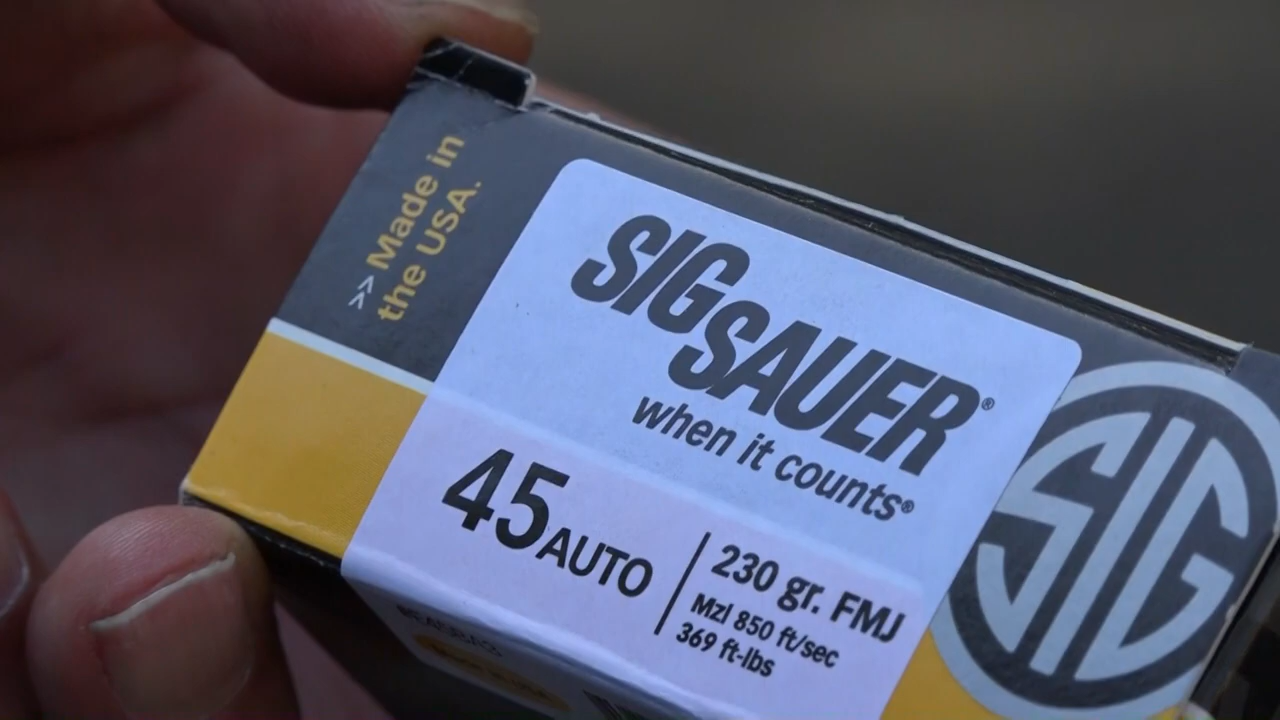 >> Made in
the USA.
SIG
SAUER®
when it counts®
45 AUTO
230 gr. FMJ
Mzl 850 ft/sec
369 ft-lbs
SIG